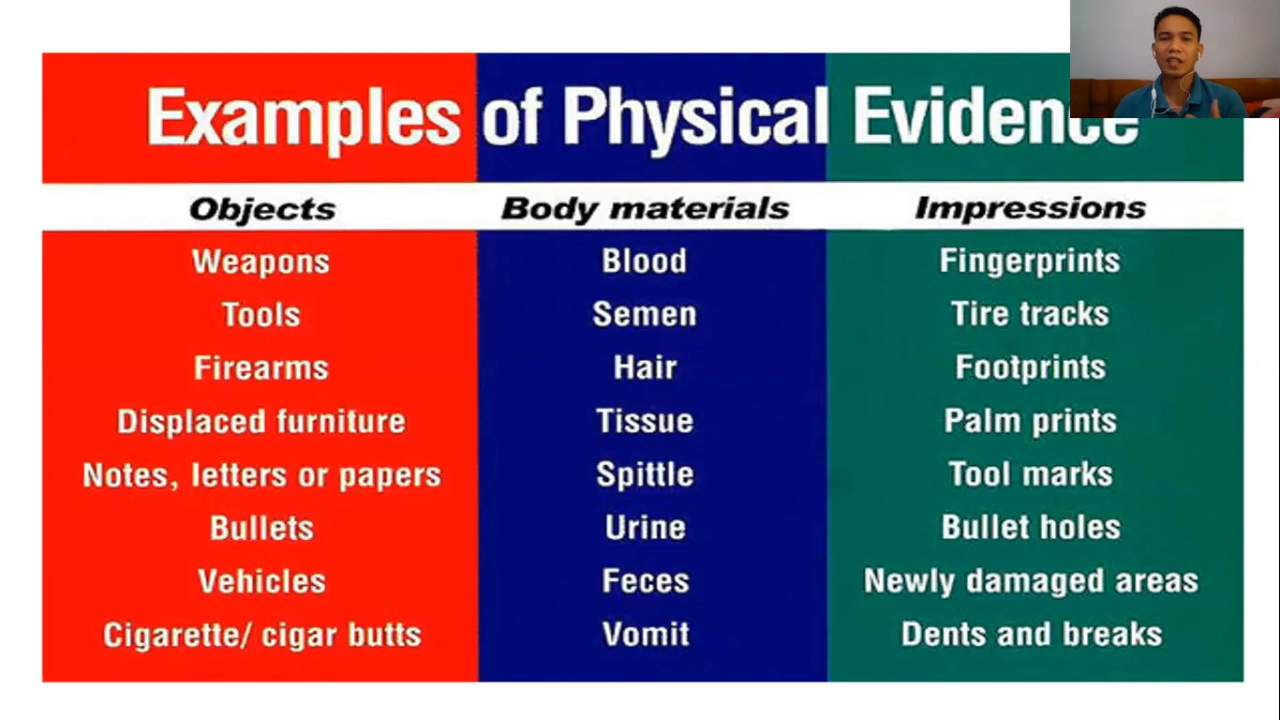 Examples of Physical Evidence
Objects
Body materials
Impressions
Weapons
Blood
Fingerprints
Tools
Semen
Tire tracks
Firearms
Hair
Footprints
Displaced furniture
Tissue
Palm prints
Notes, letters or papers
Spittle
Tool marks
Bullets
Urine
Bullet holes
Vehicles
Feces
Newly damaged areas
Cigarette/ cigar butts
Vomit
Dents and breaks